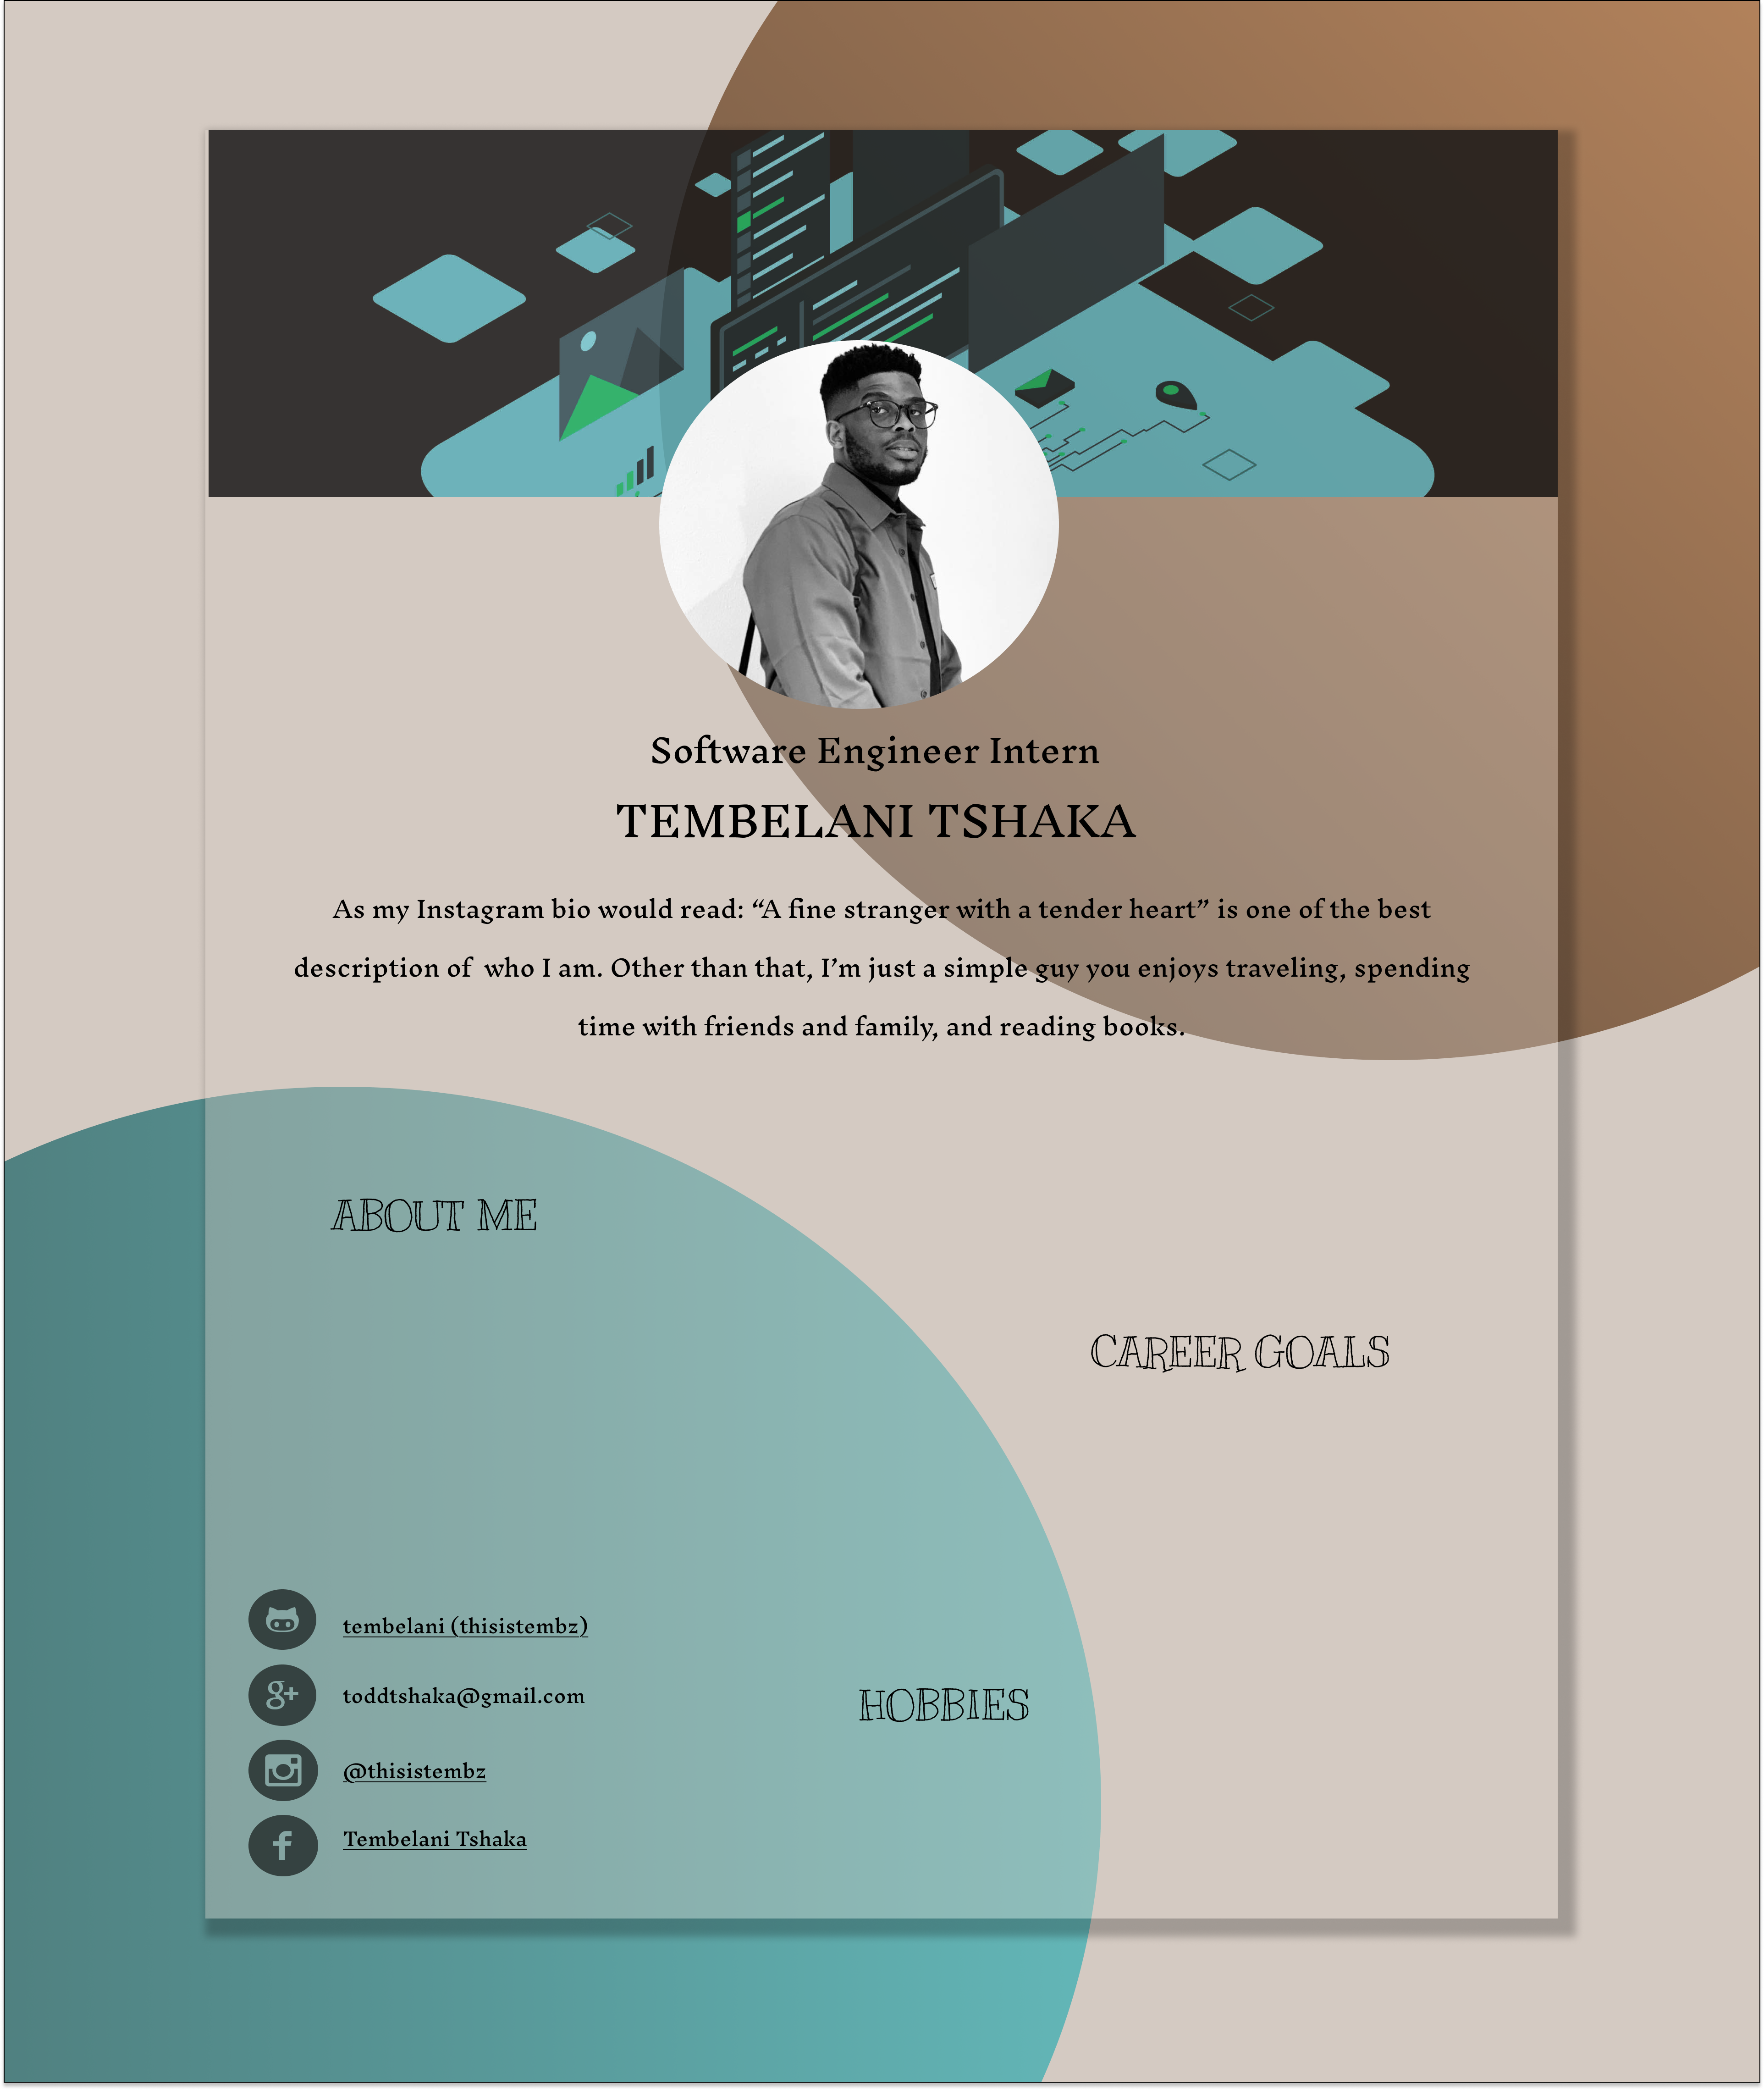 Software Engineer Intern
TEMBELANI TSHAKA
As my Instagram bio would read: “A fine stranger with a tender heart” is one of the best
description of  who I am. Other than that, I’m just a simple guy you enjoys traveling, spending
time with friends and family, and reading books.
ABOUT ME
CAREER GOALS
tembelani (thisistembz)
toddtshaka@gmail.com
HOBBIES
@thisistembz
Tembelani Tshaka